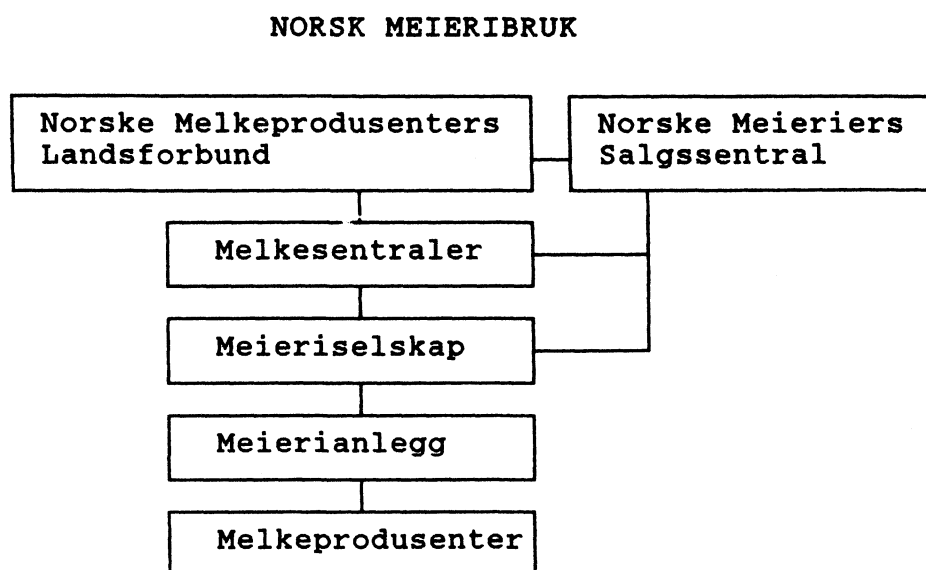 NORSK MEIERIBRUK
Norske Melkeprodusenters
Landsforbund
Norske Meieriers
Salgssentral
Melkesentraler
Meieriselskap
Meierianlegg
Melkeprodusenter